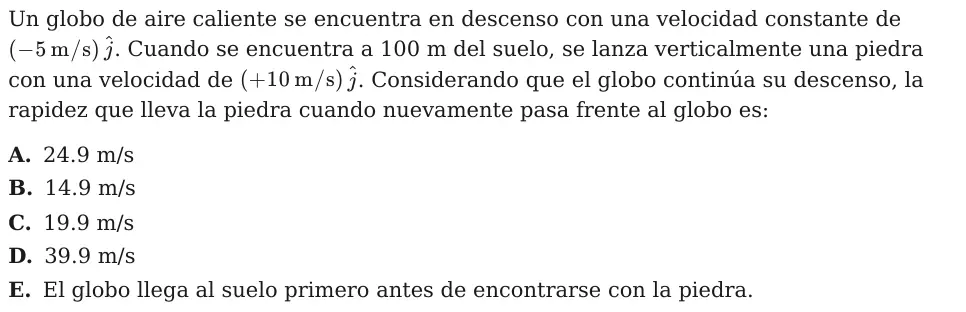 Un globo de aire caliente se encuentra en descenso con una velocidad constante de
(−5 m/s) ĵ. Cuando se encuentra a 100 m del suelo, se lanza verticalmente una piedra
con una velocidad de (+10 m/s) ĵ. Considerando que el globo continúa su descenso, la
rapidez que lleva la piedra cuando nuevamente pasa frente al globo es:
A. 24.9 m/s
B. 14.9 m/s
C. 19.9 m/s
D. 39.9 m/s
E. El globo llega al suelo primero antes de encontrarse con la piedra.